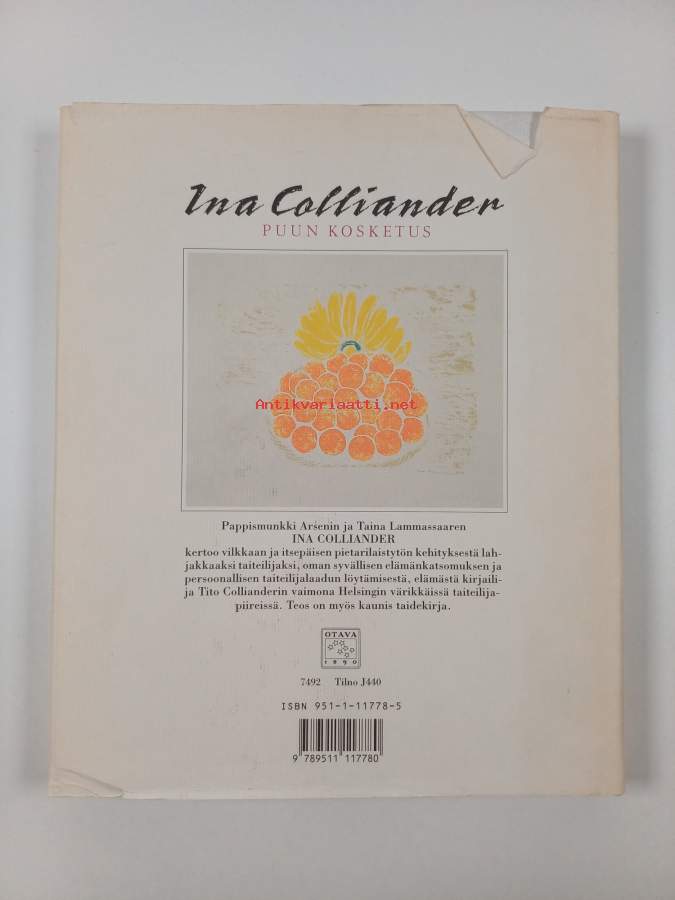 Ina Colliander
PUUN KOSKETUS
Antikvariaatti.net
Pappismunkki Arsenin ja Taina Lammassaaren
INA COLLIANDER
kertoo vilkkaan ja itsepäisen pietarilaistytön kehityksestä lah-
jakkaaksi taiteilijaksi, oman syvällisen elämänkatsomuksen ja
persoonallisen taiteilijalaadun löytämisestä, elämästä kirjaili-
ja Tito Collianderin vaimona Helsingin värikkäissä taiteilija-
piireissä. Teos on myös kaunis taidekirja.
OTAVA
1890
7492 Tilno J440
ISBN 951-1-11778-5
9 789511 117780